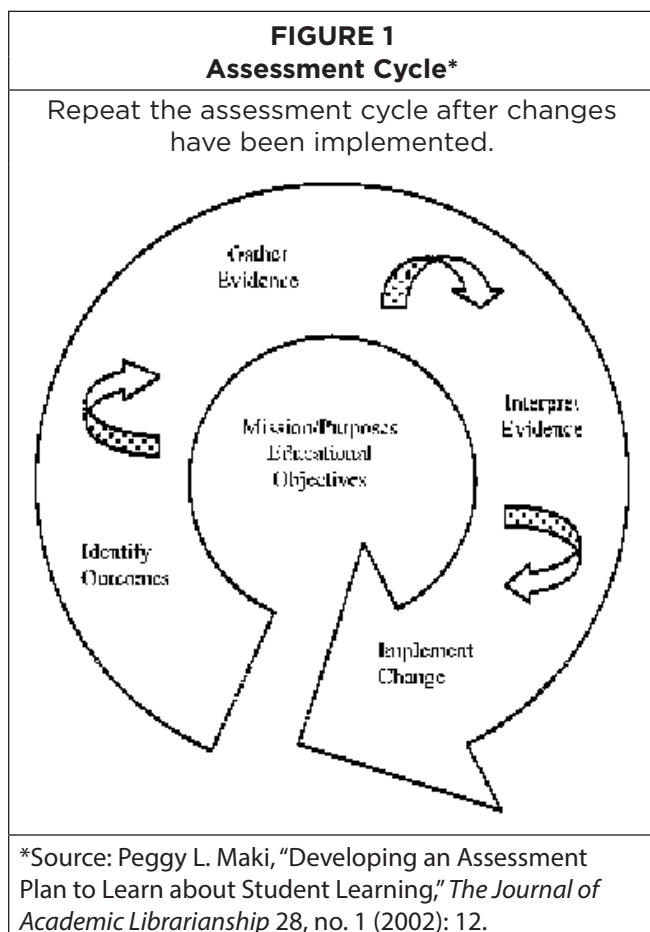 FIGURE 1
Assessment Cycle*
Repeat the assessment cycle after changes
have been implemented.
Gather
Evidence
Interpret
Evidence
Mission/Purposes
Educational
Objectives
Identify
Outcomes
Implement
Change
*Source: Peggy L. Maki, “Developing an Assessment
Plan to Learn about Student Learning,” The Journal of
Academic Librarianship 28, no. 1 (2002): 12.